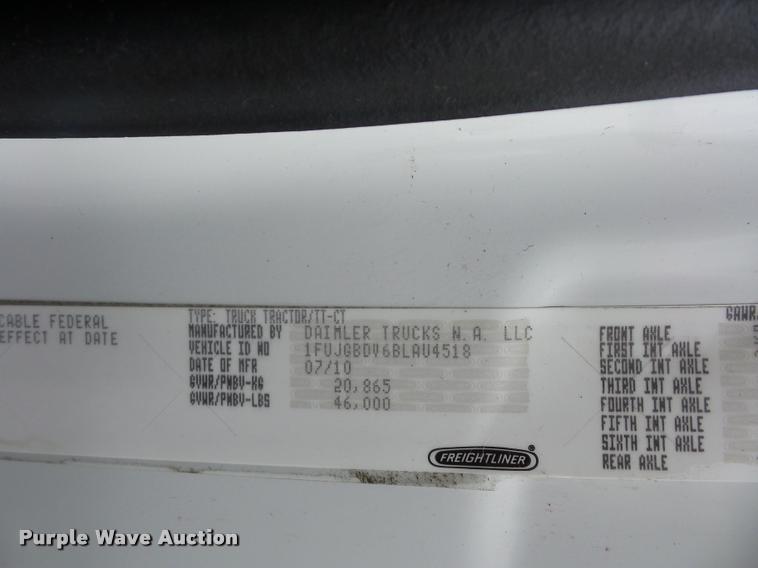 CABLE FEDERAL
EFFECT AT DATE
TYPE: TRUCK TRACTOR/TT-CT
MANUFACTURED BY DAIMLER TRUCKS N.A. LLC
VEHICLE ID NO 1FUJGBDV6BLAV4518
DATE OF MFR 07/10
GVWR/PNBV-KG 20,865
GVWR/PNBV-LBS 46,000
FREIGHTLINER
GAWR/
FRONT AXLE
FIRST INT AXLE
SECOND INT AXLE
THIRD INT AXLE
FOURTH INT AXLE
FIFTH INT AXLE
SIXTH INT AXLE
REAR AXLE
Purple Wave Auction